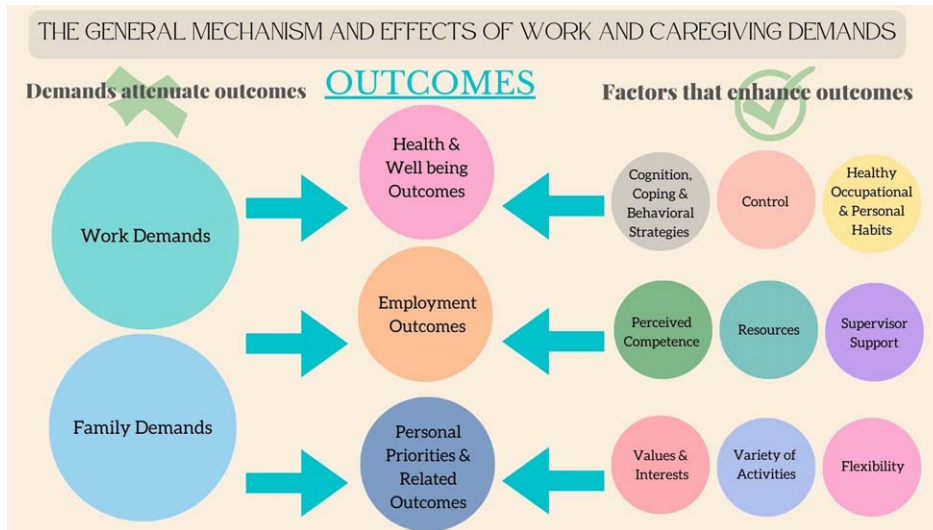 THE GENERAL MECHANISM AND EFFECTS OF WORK AND CAREGIVING DEMANDS
Demands attenuate outcomes
OUTCOMES
Factors that enhance outcomes
Work Demands
Family Demands
Health &
Well being
Outcomes
Employment
Outcomes
Personal
Priorities &
Related
Outcomes
Cognition,
Coping &
Behavioral
Strategies
Control
Healthy
Occupational
& Personal
Habits
Perceived
Competence
Resources
Supervisor
Support
Values &
Interests
Variety of
Activities
Flexibility